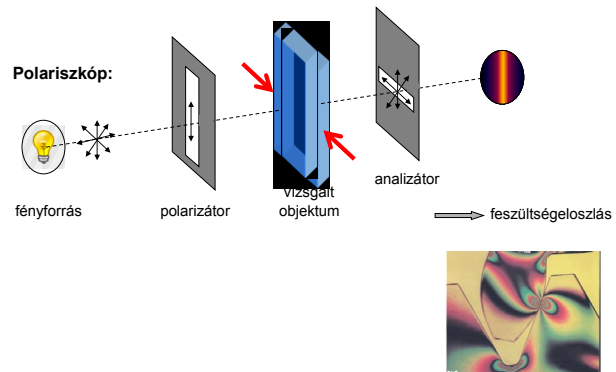 Polariszkóp:
fényforrás
polarizátor
vizsgált
objektum
analizátor
feszültségeloszlás